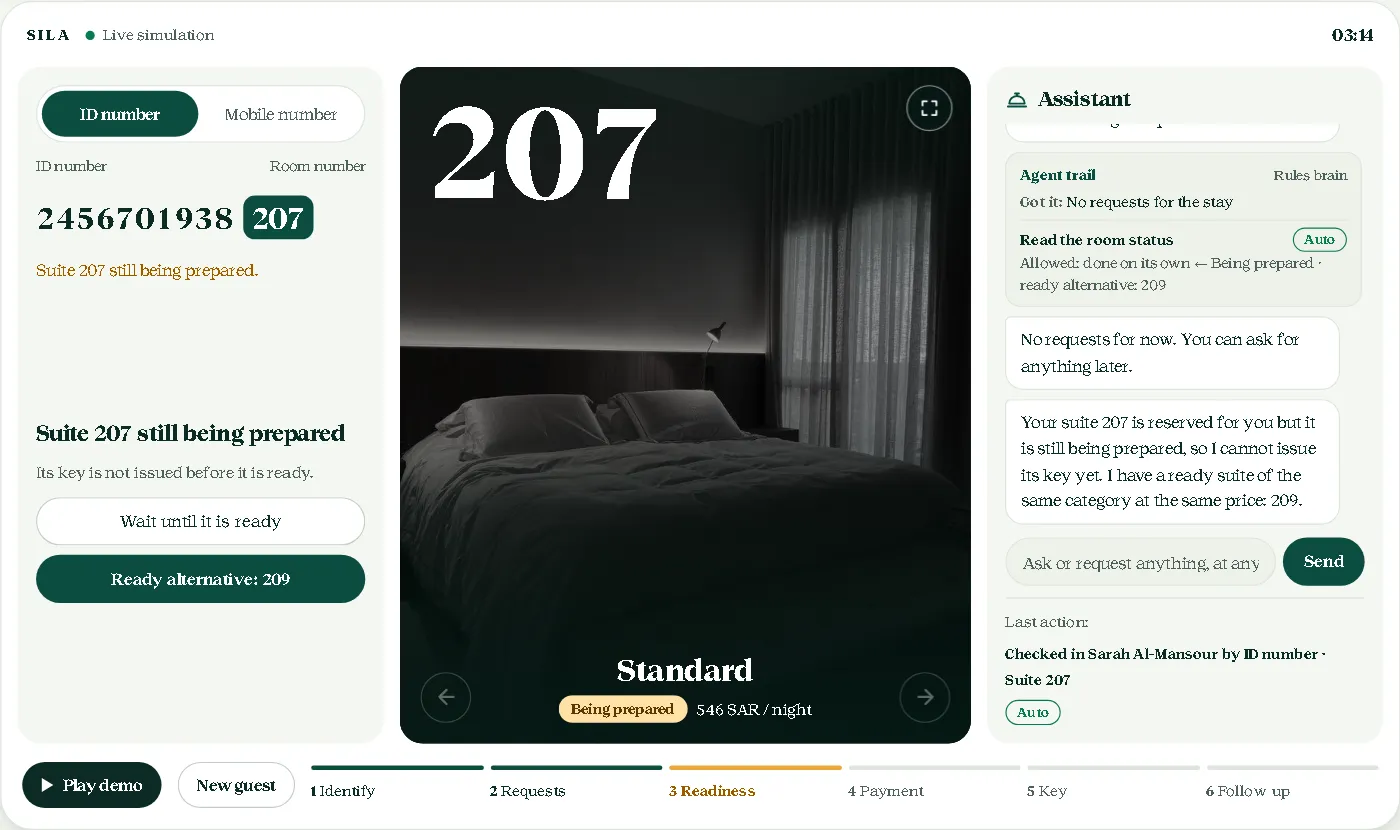 SILA
Live simulation
03:14
ID number
Mobile number
ID number
Room number
2456701938
207
Suite 207 still being prepared.
Suite 207 still being prepared
Its key is not issued before it is ready.
Wait until it is ready
Ready alternative: 209
207
Standard
Being prepared
546 SAR / night
Assistant
Agent trail
Rules brain
Got it: No requests for the stay
Read the room status
Auto
Allowed: done on its own ← Being prepared ·
ready alternative: 209
No requests for now. You can ask for
anything later.
Your suite 207 is reserved for you but it
is still being prepared, so I cannot issue
its key yet. I have a ready suite of the
same category at the same price: 209.
Ask or request anything, at any
Send
Last action:
Checked in Sarah Al-Mansour by ID number ·
Suite 207
Auto
Play demo
New guest
1 Identify
2 Requests
3 Readiness
4 Payment
5 Key
6 Follow up